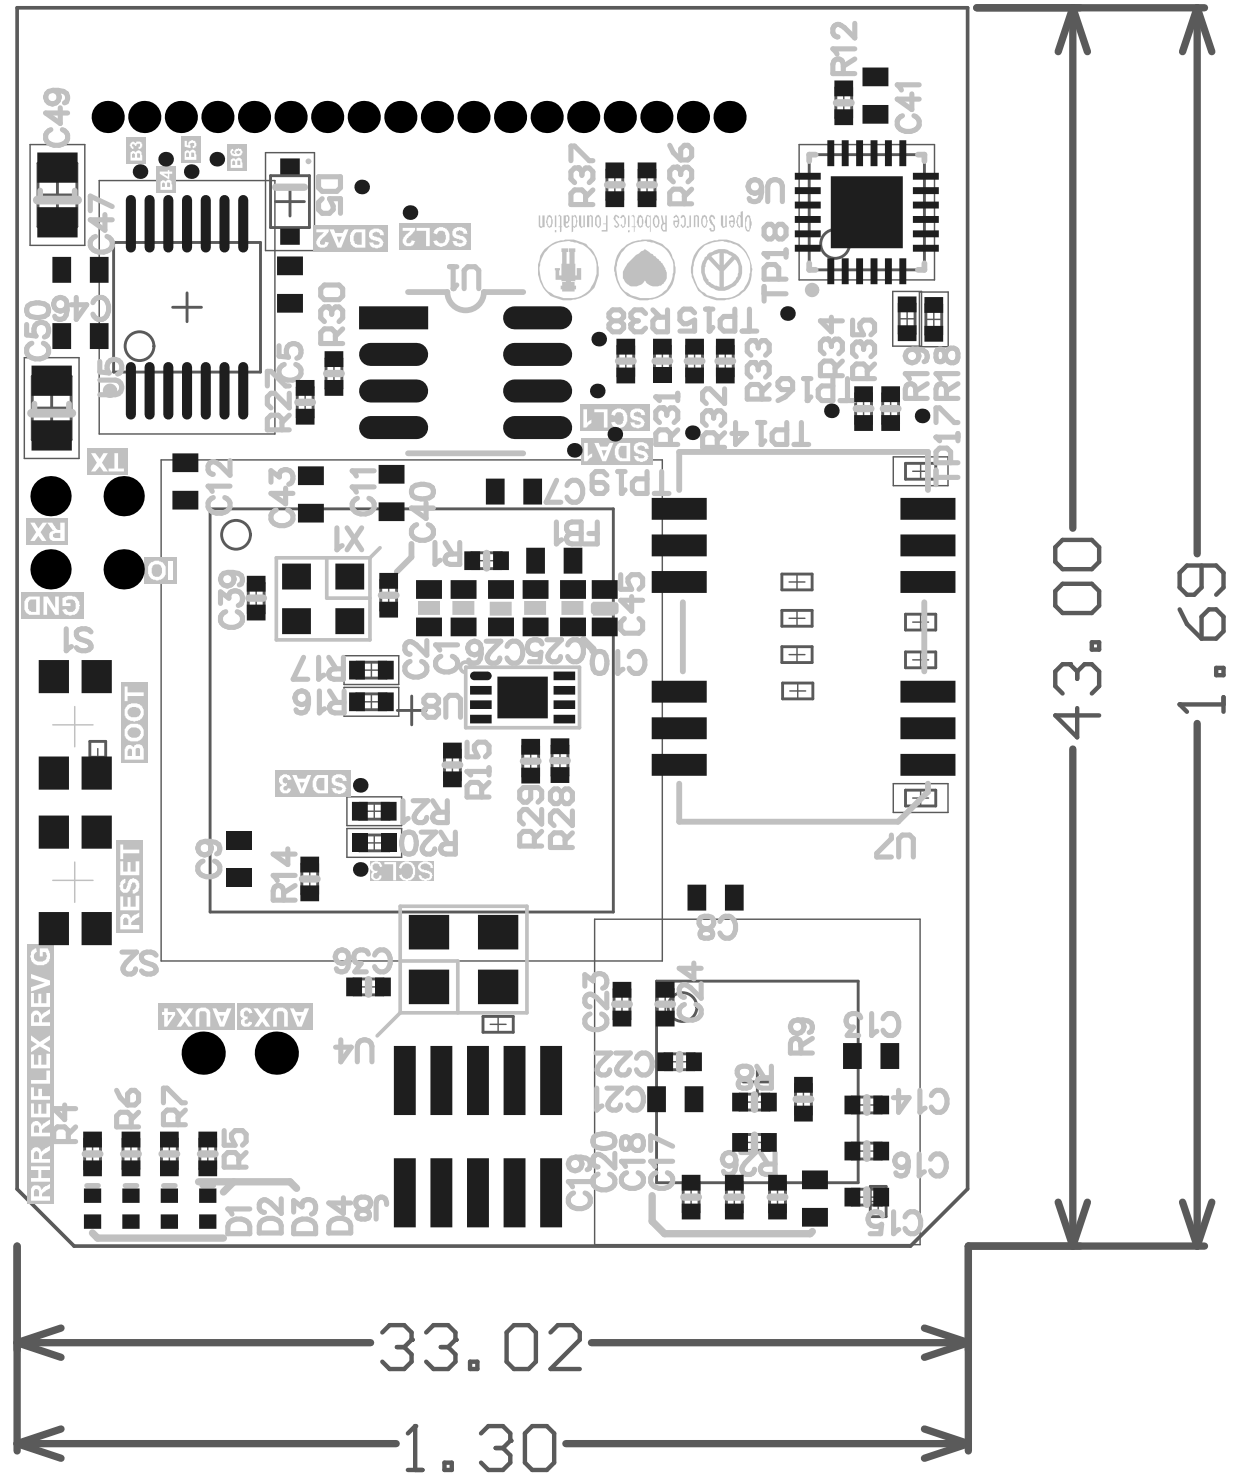 R12
C49
C41
B3
B5
B4
B6
R37
R36
D5
U6
C47
Open Source Robotics Foundation
SDA2
SCL2
TP18
U1
C46
C50
R30
R38
TP15
R34
R35
R33
C5
U5
R27
TP16
R19
R18
SCL1
R31
R32
TP14
TP17
SDA1
TX
C12
C43
C11
C40
C7
TP19
RX
X1
FB1
R1
IO
C39
C45
GND
S1
R17
C2
C1
C26
C25
C10
R16
U8
BOOT
SDA3
R15
R21
R29
R28
R20
U7
C9
R14
SCL3
RESET
C8
S2
C36
C23
C24
RHR REFLEX REV G
AUX4
AUX3
U4
R9
C13
C22
R8
C21
C14
R4
R6
R7
R5
C19
C20
C18
C17
R26
C16
D1
D2
D3
D4
J8
C15
43.00
1.69
33.02
1.30